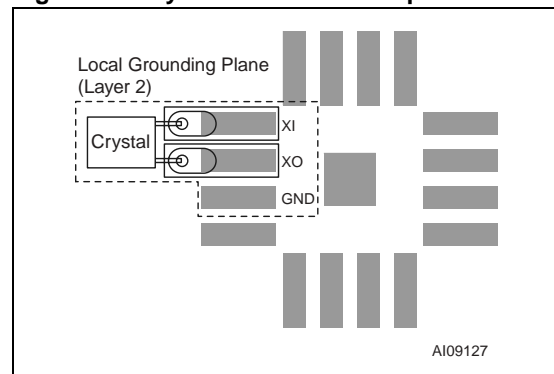 Local Grounding Plane
(Layer 2)
XI
Crystal
XO
GND
AI09127